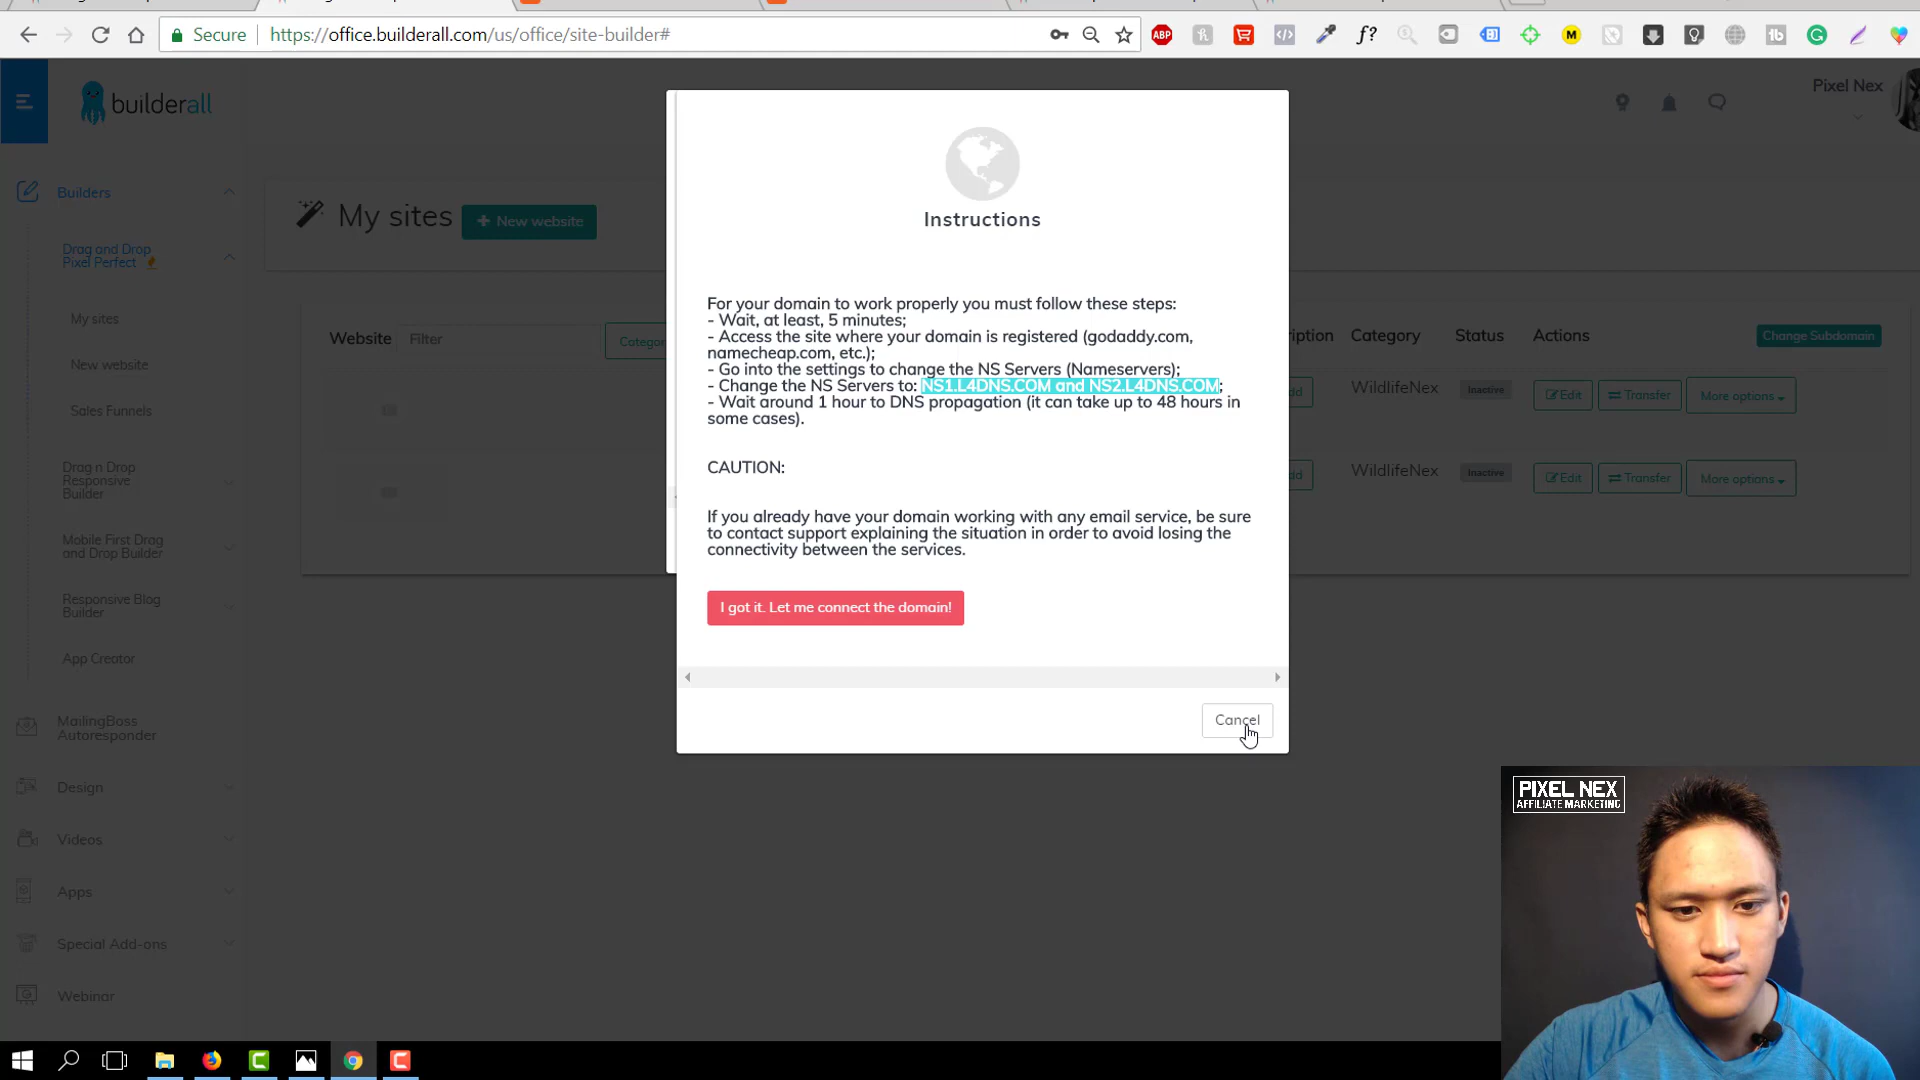 Secure https://office.builderall.com/us/office/site-builder#
ABP
f?
M
builderall
Pixel Nex
Builders
Drag and Drop
Pixel Perfect
My sites
New website
Sales Funnels
Drag n Drop
Responsive
Builder
Mobile First Drag
and Drop Builder
Responsive Blog
Builder
App Creator
MailingBoss
Autoresponder
Design
Videos
Apps
Special Add-ons
Webinar
My sites + New website
Website Filter
Category Status Actions Change Subdomain
WildlifeNex Inactive Edit Transfer More options
WildlifeNex Inactive Edit Transfer More options
Instructions
For your domain to work properly you must follow these steps:
- Wait, at least, 5 minutes;
- Access the site where your domain is registered (godaddy.com,
namecheap.com, etc.);
- Go into the settings to change the NS Servers (Nameservers);
- Change the NS Servers to: NS1.L4DNS.COM and NS2.L4DNS.COM;
- Wait around 1 hour to DNS propagation (it can take up to 48 hours in
some cases).
CAUTION:
If you already have your domain working with any email service, be sure
to contact support explaining the situation in order to avoid losing the
connectivity between the services.
I got it. Let me connect the domain!
Cancel
PIXEL NEX
AFFILIATE MARKETING